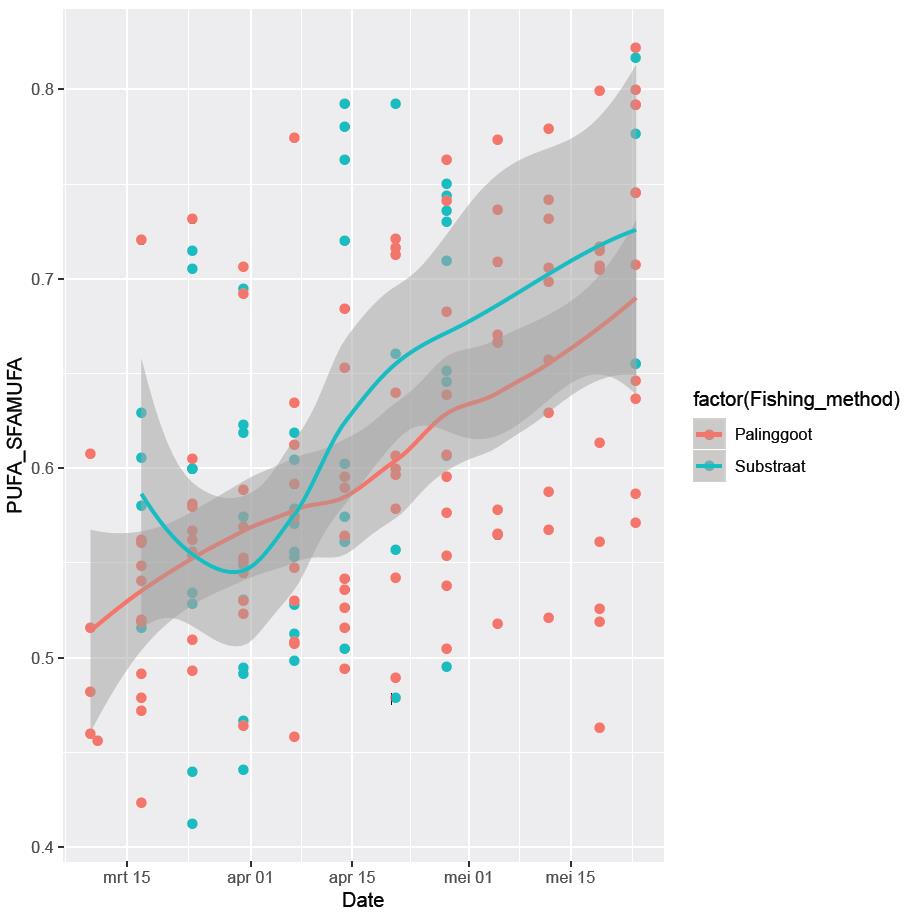 0.8
0.7
0.6
0.5
0.4
PUFA_SFAMUFA
mrt 15
apr 01
apr 15
mei 01
mei 15
Date
factor(Fishing_method)
Palinggoot
Substraat